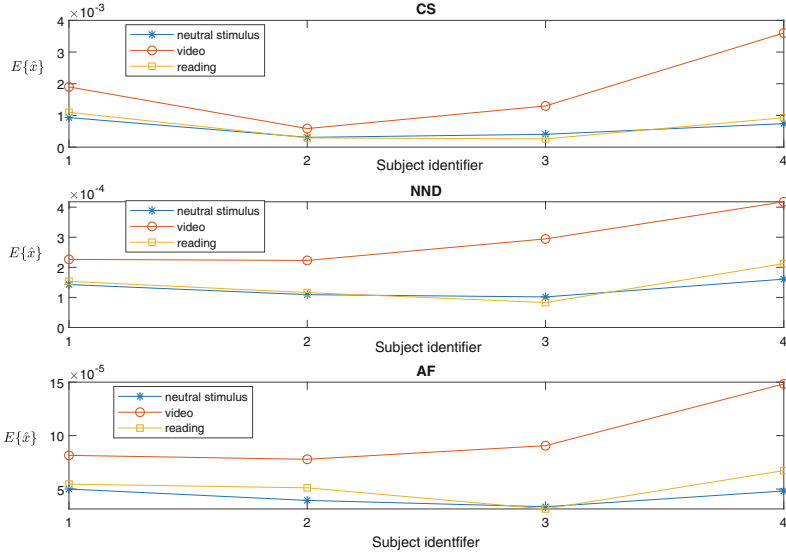 CS
×10⁻³
4
3
2
1
0
E{x̂}
neutral stimulus
video
reading
1 2 3 4
Subject identifier
NND
×10⁻⁴
4
3
2
1
0
E{x̂}
neutral stimulus
video
reading
1 2 3 4
Subject identifier
AF
×10⁻⁵
15
10
5
E{x̂}
neutral stimulus
video
reading
1 2 3 4
Subject identfifer